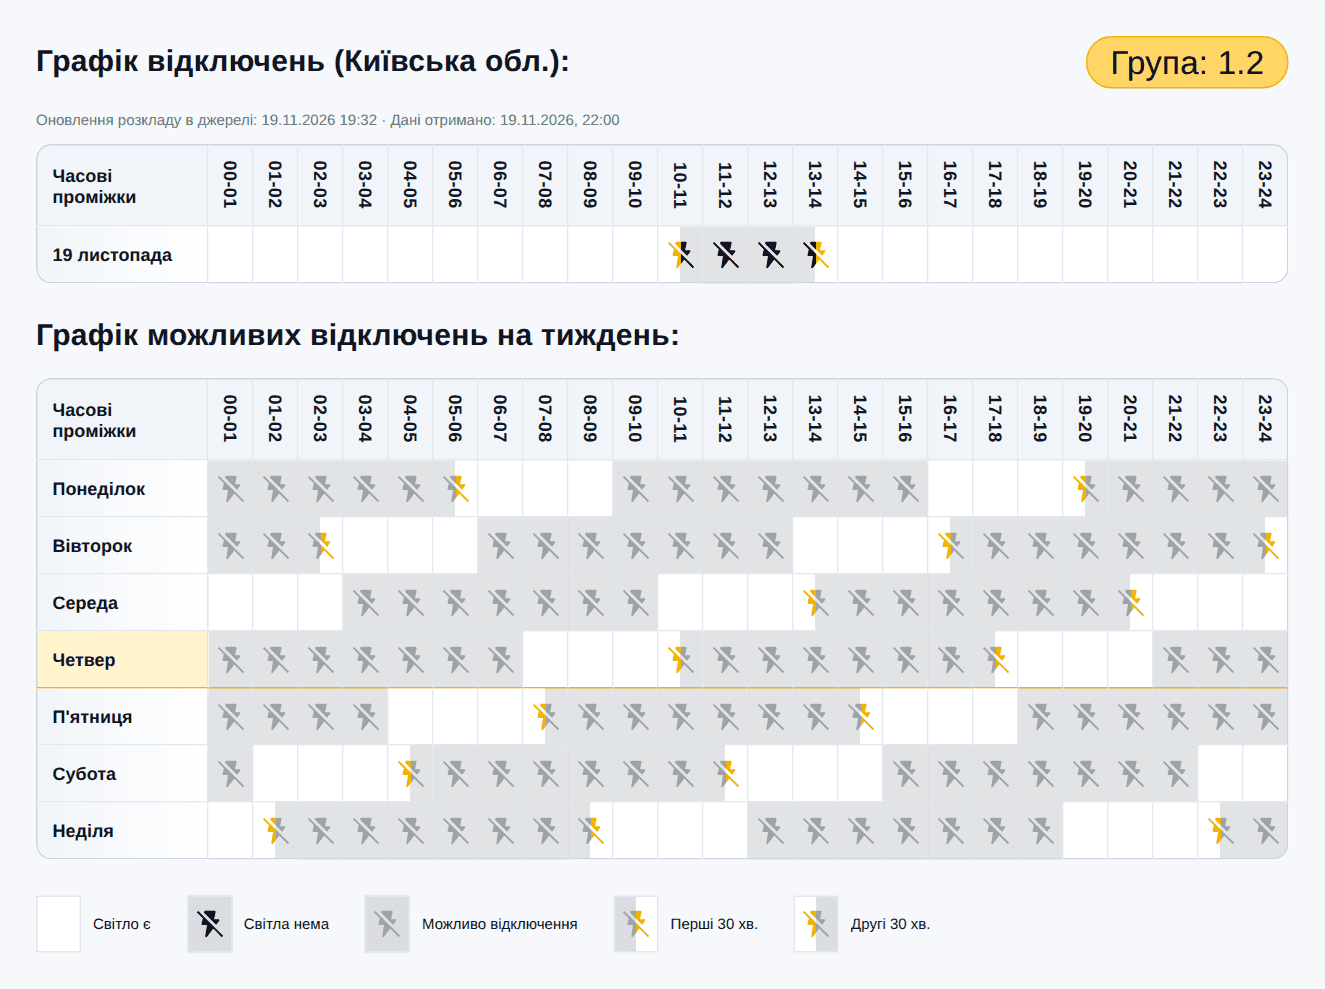 Графік відключень (Київська обл.):
Група: 1.2
Оновлення розкладу в джерелі: 19.11.2026 19:32 · Дані отримано: 19.11.2026, 22:00
Часові
проміжки
00-01 01-02 02-03 03-04 04-05 05-06 06-07 07-08 08-09 09-10 10-11 11-12 12-13 13-14 14-15 15-16 16-17 17-18 18-19 19-20 20-21 21-22 22-23 23-24
19 листопада
Графік можливих відключень на тиждень:
Часові
проміжки
00-01 01-02 02-03 03-04 04-05 05-06 06-07 07-08 08-09 09-10 10-11 11-12 12-13 13-14 14-15 15-16 16-17 17-18 18-19 19-20 20-21 21-22 22-23 23-24
Понеділок
Вівторок
Середа
Четвер
П'ятниця
Субота
Неділя
Світло є
Світла нема
Можливо відключення
Перші 30 хв.
Другі 30 хв.